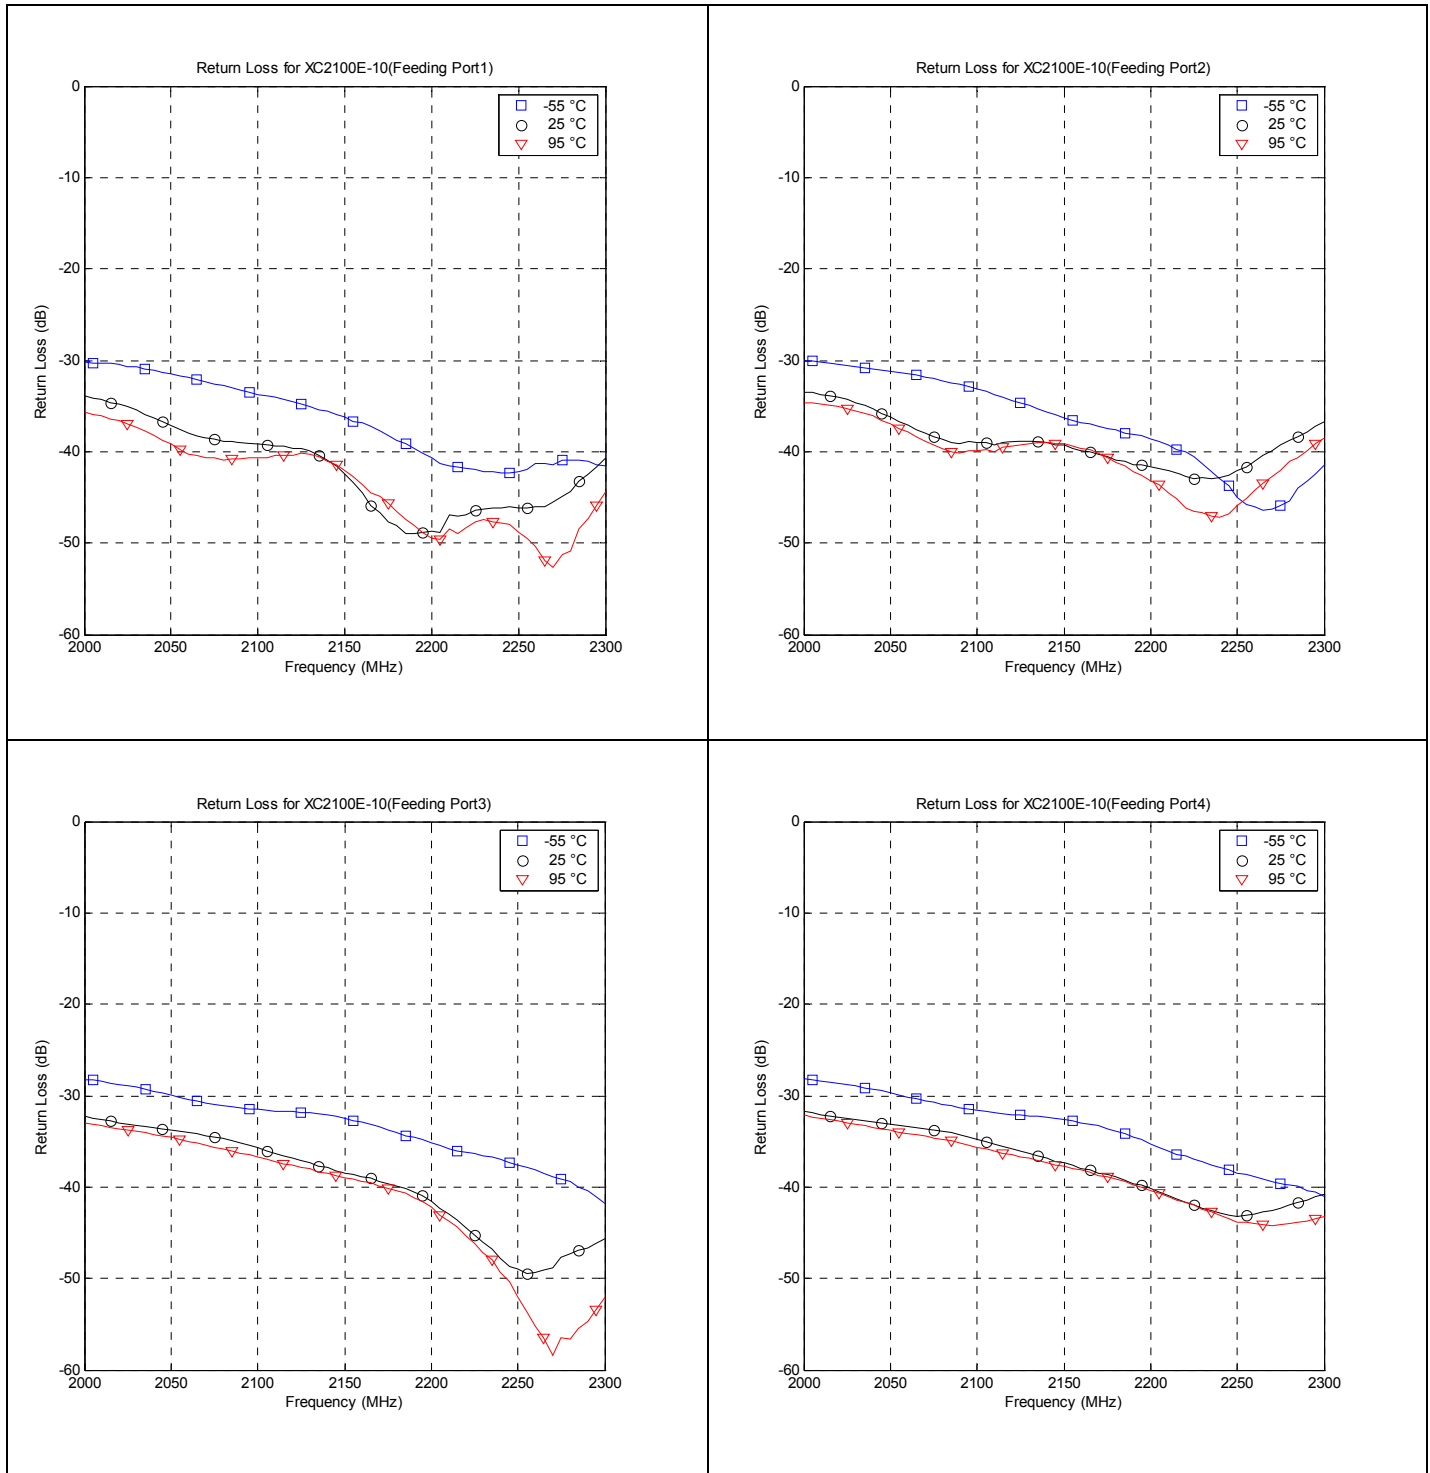 Return Loss for XC2100E-10(Feeding Port1)
0
-10
-20
-30
-40
-50
-60
Return Loss (dB)
-55 °C
25 °C
95 °C
2000 2050 2100 2150 2200 2250 2300
Frequency (MHz)
Return Loss for XC2100E-10(Feeding Port2)
0
-10
-20
-30
-40
-50
-60
Return Loss (dB)
-55 °C
25 °C
95 °C
2000 2050 2100 2150 2200 2250 2300
Frequency (MHz)
Return Loss for XC2100E-10(Feeding Port3)
0
-10
-20
-30
-40
-50
-60
Return Loss (dB)
-55 °C
25 °C
95 °C
2000 2050 2100 2150 2200 2250 2300
Frequency (MHz)
Return Loss for XC2100E-10(Feeding Port4)
0
-10
-20
-30
-40
-50
-60
Return Loss (dB)
-55 °C
25 °C
95 °C
2000 2050 2100 2150 2200 2250 2300
Frequency (MHz)